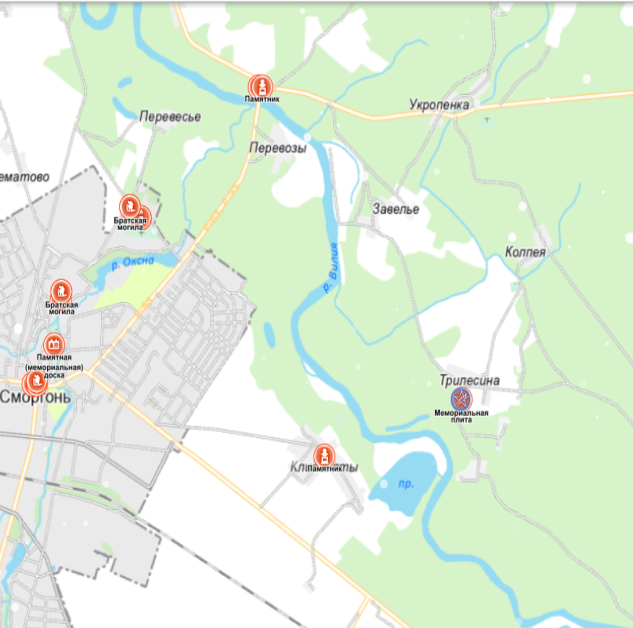 Памятник
Укропенка
Перевесье
Перевозы
ематово
Братская
могила
Завелье
р. Оксна
р. Вилия
Колпея
Братская
могила
Памятная
(мемориальная)
доска
Сморгонь
Трилесина
Мемориальная
плита
Памятник
пр.